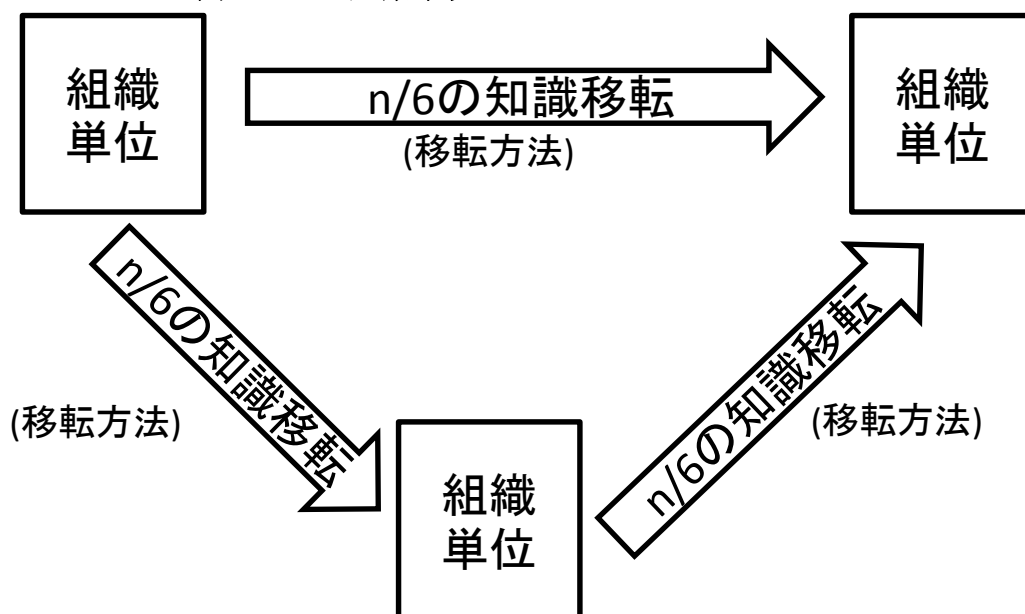 組織
単位
n/6の知識移転
(移転方法)
組織
単位
n/6の知識移転
(移転方法)
n/6の知識移転
(移転方法)
組織
単位